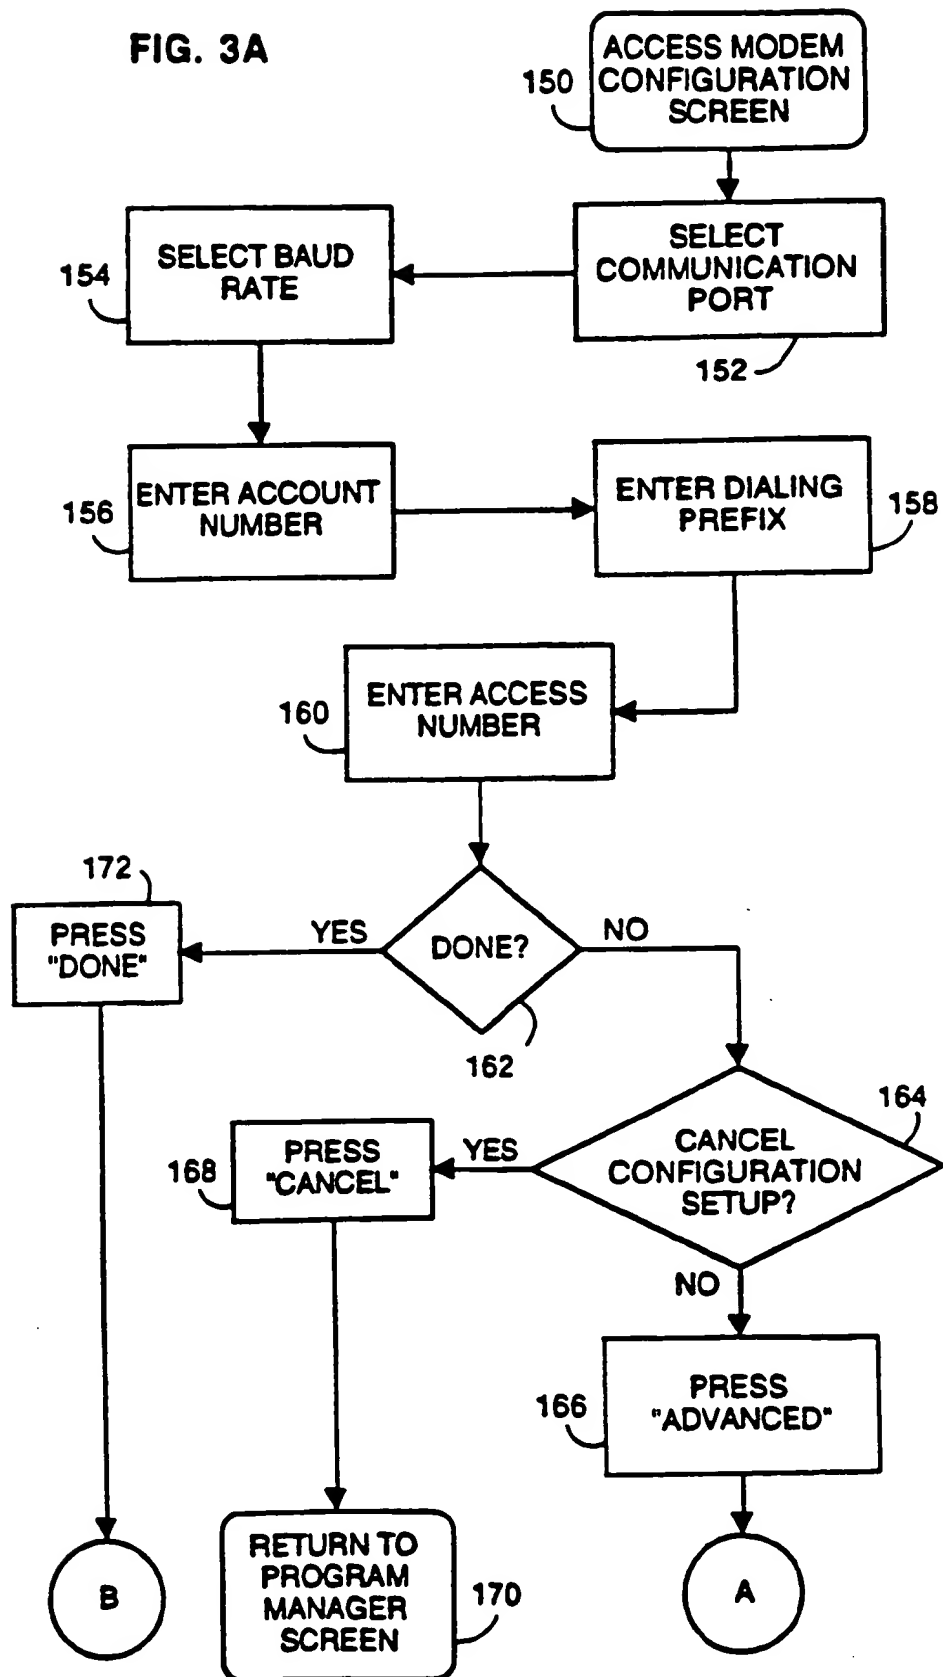 FIG. 3A
ACCESS MODEM
CONFIGURATION
SCREEN
150
SELECT
COMMUNICATION
PORT
152
SELECT BAUD
RATE
154
ENTER ACCOUNT
NUMBER
156
ENTER DIALING
PREFIX
158
ENTER ACCESS
NUMBER
160
DONE?
162
YES
NO
172
PRESS
"DONE"
164
CANCEL
CONFIGURATION
SETUP?
YES
NO
168
PRESS
"CANCEL"
166
PRESS
"ADVANCED"
B
RETURN TO
PROGRAM
MANAGER
SCREEN
170
A